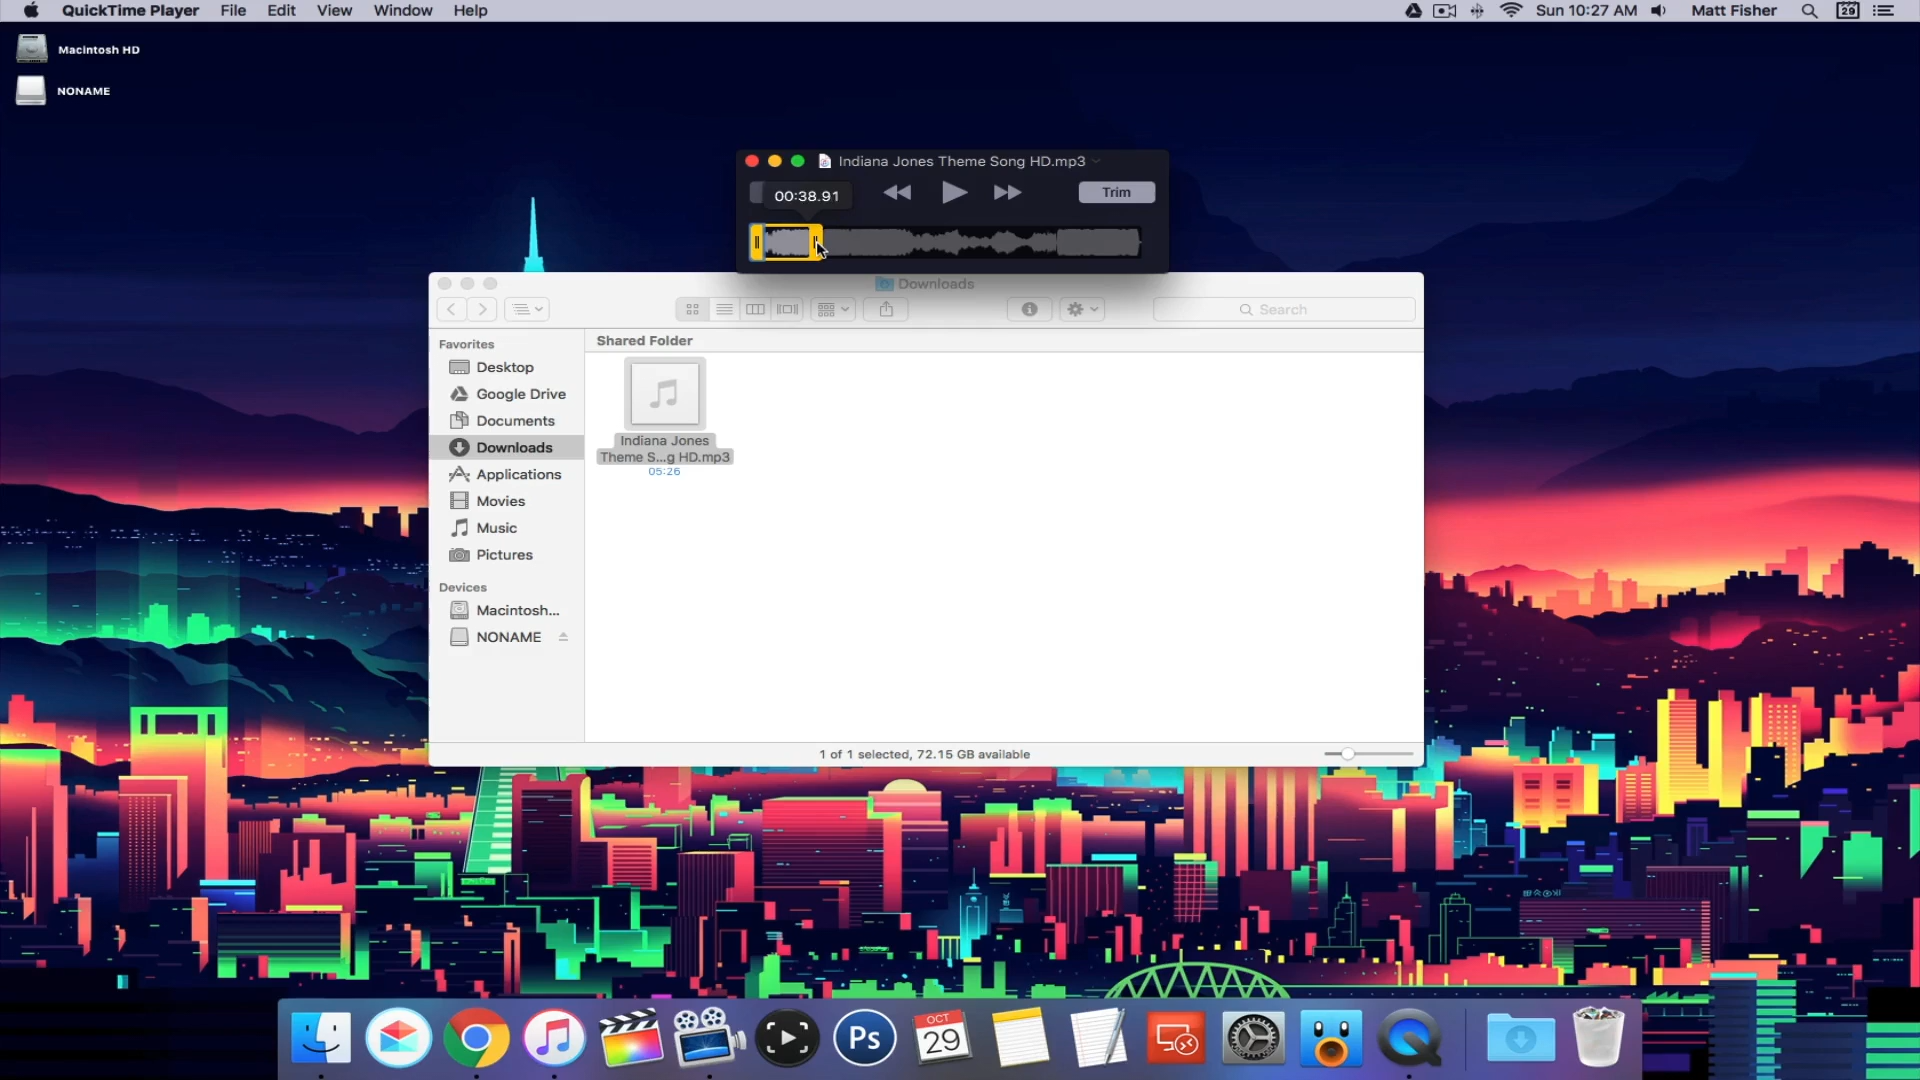 QuickTime Player File Edit View Window Help Sun 10:27 AM Matt Fisher 29
Macintosh HD
NONAME
Indiana Jones Theme Song HD.mp3
00:38.91
Trim
Downloads
Search
Favorites
Shared Folder
Desktop
Google Drive
Documents
Downloads
Applications
Movies
Music
Pictures
Devices
Macintosh...
NONAME
Indiana Jones
Theme S...g HD.mp3
05:26
1 of 1 selected, 72.15 GB available
Ps
OCT
29